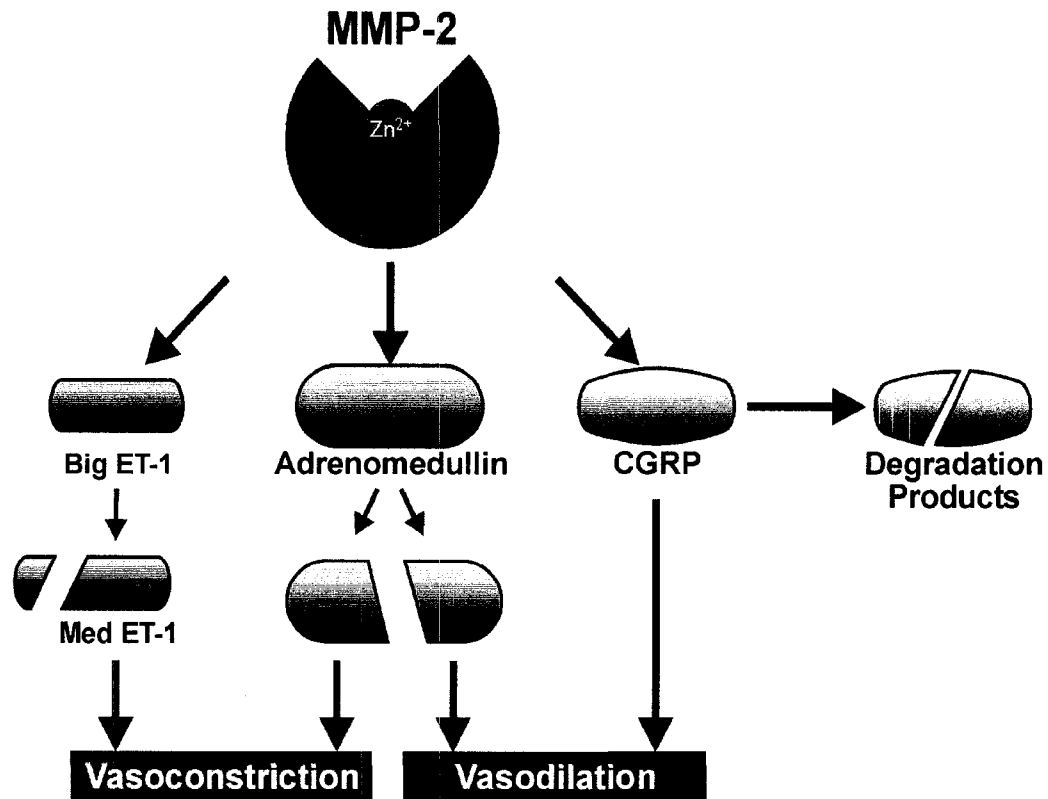 MMP-2
Zn²⁺
Big ET-1
Adrenomedullin
CGRP
Degradation
Products
Med ET-1
Vasoconstriction
Vasodilation